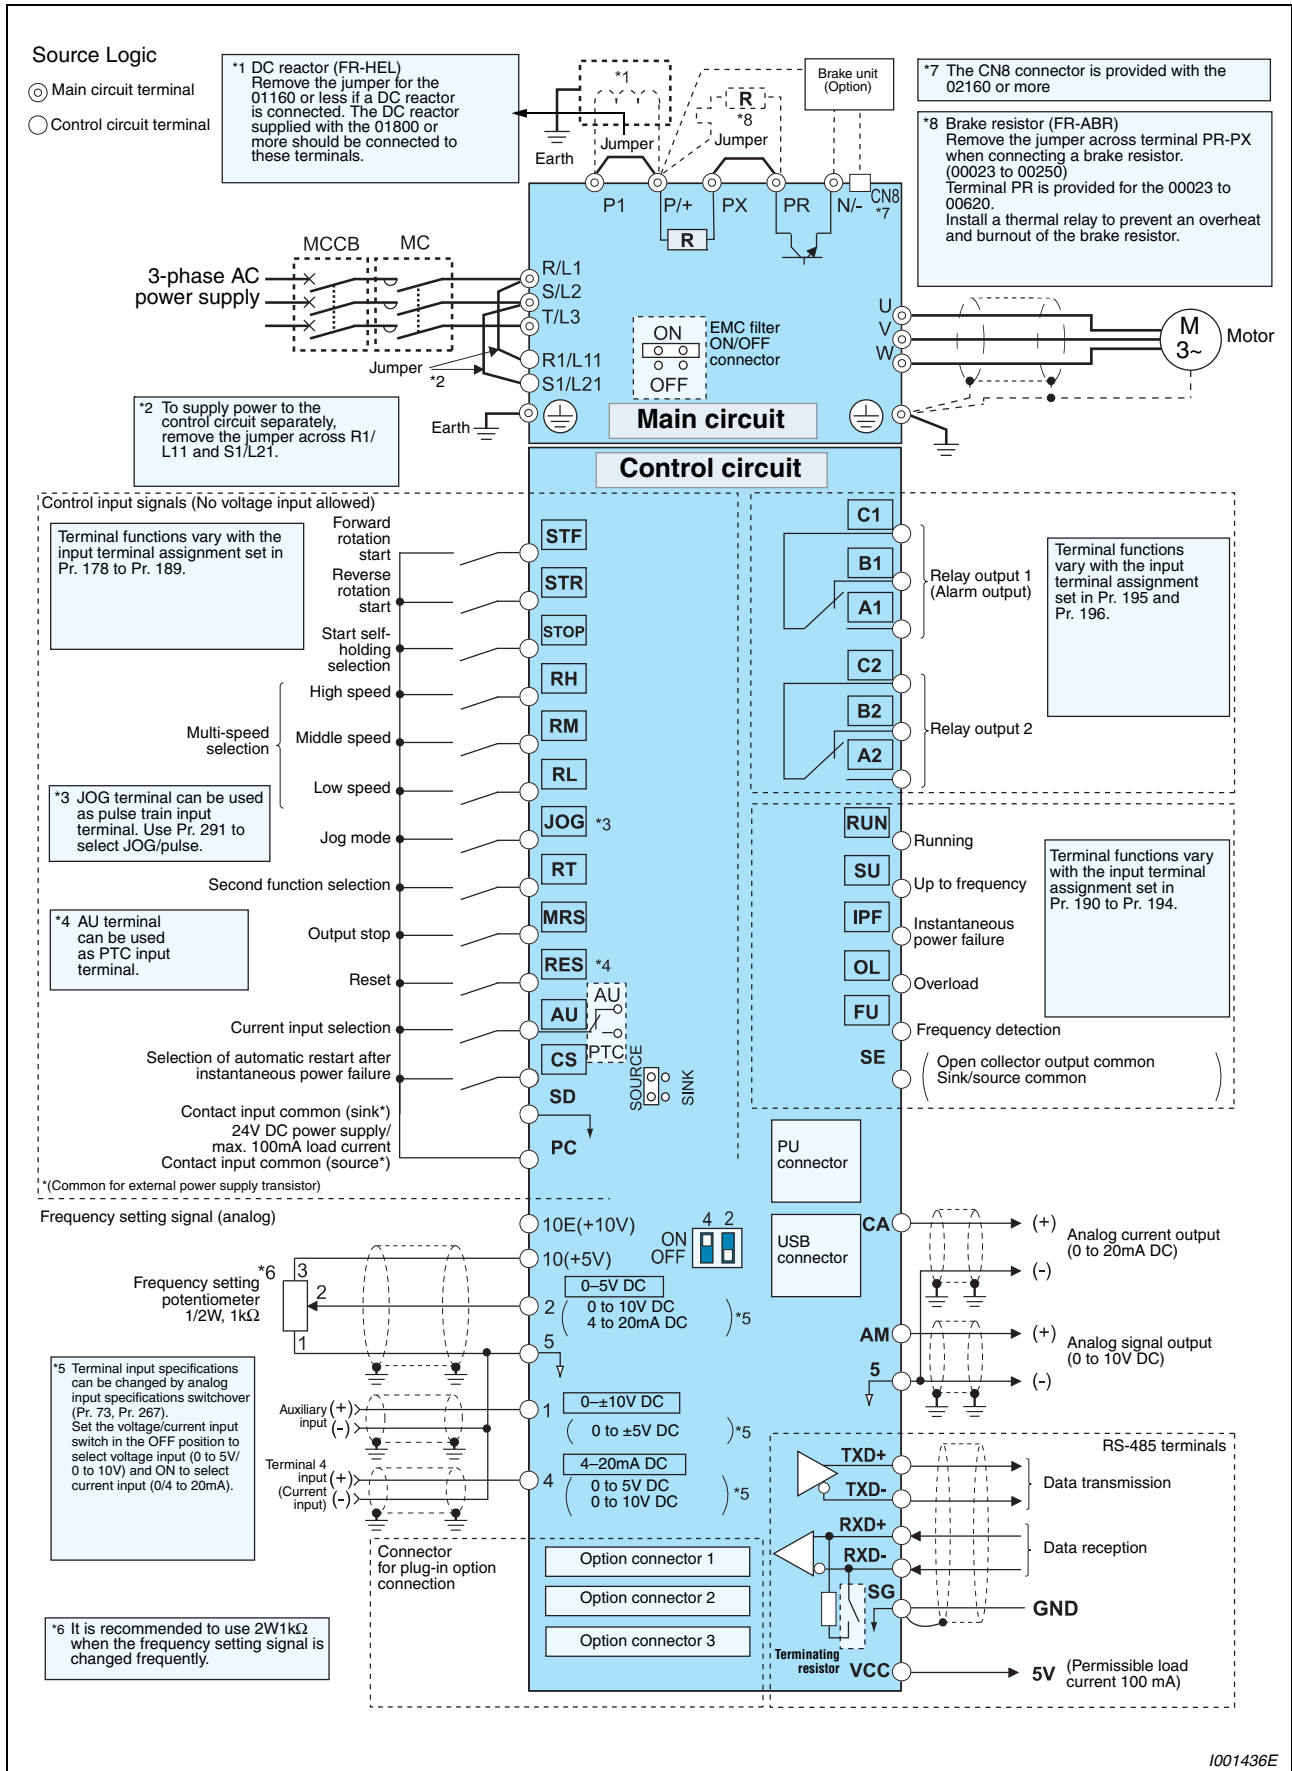 Source Logic
Main circuit terminal
Control circuit terminal
*1 DC reactor (FR-HEL)
Remove the jumper for the
01160 or less if a DC reactor
is connected. The DC reactor
supplied with the 01800 or
more should be connected to
these terminals.
*1
Earth
Jumper
R
*8
Jumper
Brake unit
(Option)
*7 The CN8 connector is provided with the
02160 or more
*8 Brake resistor (FR-ABR)
Remove the jumper across terminal PR-PX
when connecting a brake resistor.
(00023 to 00250)
Terminal PR is provided for the 00023 to
00620.
Install a thermal relay to prevent an overheat
and burnout of the brake resistor.
P1
P/+
PX
PR
N/-
CN8
*7
R
MCCB
MC
3-phase AC
power supply
R/L1
S/L2
T/L3
R1/L11
S1/L21
Jumper
*2
Earth
ON
OFF
EMC filter
ON/OFF
connector
U
V
W
M
3~
Motor
Main circuit
*2 To supply power to the
control circuit separately,
remove the jumper across R1/
L11 and S1/L21.
Control circuit
Control input signals (No voltage input allowed)
Terminal functions vary with the
input terminal assignment set in
Pr. 178 to Pr. 189.
Forward
rotation
start
STF
Reverse
rotation
start
STR
Start self-
holding
selection
STOP
Multi-speed
selection
High speed
RH
Middle speed
RM
Low speed
RL
*3 JOG terminal can be used
as pulse train input
terminal. Use Pr. 291 to
select JOG/pulse.
Jog mode
JOG
*3
Second function selection
RT
*4 AU terminal
can be used
as PTC input
terminal.
Output stop
MRS
Reset
RES
*4
Current input selection
AU
AU
PTC
Selection of automatic restart after
instantaneous power failure
CS
SOURCE
SINK
Contact input common (sink*)
SD
24V DC power supply/
max. 100mA load current
Contact input common (source*)
PC
*(Common for external power supply transistor)
C1
B1
A1
Relay output 1
(Alarm output)
C2
B2
A2
Relay output 2
Terminal functions
vary with the input
terminal assignment
set in Pr. 195 and
Pr. 196.
RUN
Running
SU
Up to frequency
IPF
Instantaneous
power failure
OL
Overload
FU
Frequency detection
SE
Open collector output common
Sink/source common
Terminal functions vary
with the input terminal
assignment set in
Pr. 190 to Pr. 194.
PU
connector
USB
connector
Frequency setting signal (analog)
10E(+10V)
10(+5V)
4 2
ON
OFF
*6
3
2
1
Frequency setting
potentiometer
1/2W, 1kΩ
2
0–5V DC
0 to 10V DC
4 to 20mA DC
*5
5
Auxiliary (+)
input (-)
1
0–±10V DC
0 to ±5V DC
*5
Terminal 4
input (+)
(Current
input) (-)
4
4–20mA DC
0 to 5V DC
0 to 10V DC
*5
*5 Terminal input specifications
can be changed by analog
input specifications switchover
(Pr. 73, Pr. 267).
Set the voltage/current input
switch in the OFF position to
select voltage input (0 to 5V/
0 to 10V) and ON to select
current input (0/4 to 20mA).
CA
(+)
(-)
Analog current output
(0 to 20mA DC)
AM
(+)
Analog signal output
(0 to 10V DC)
5
(-)
RS-485 terminals
TXD+
TXD-
Data transmission
RXD+
RXD-
Data reception
SG
GND
Terminating
resistor
VCC
5V
(Permissible load
current 100 mA)
Connector
for plug-in option
connection
Option connector 1
Option connector 2
Option connector 3
*6 It is recommended to use 2W1kΩ
when the frequency setting signal is
changed frequently.
I001436E